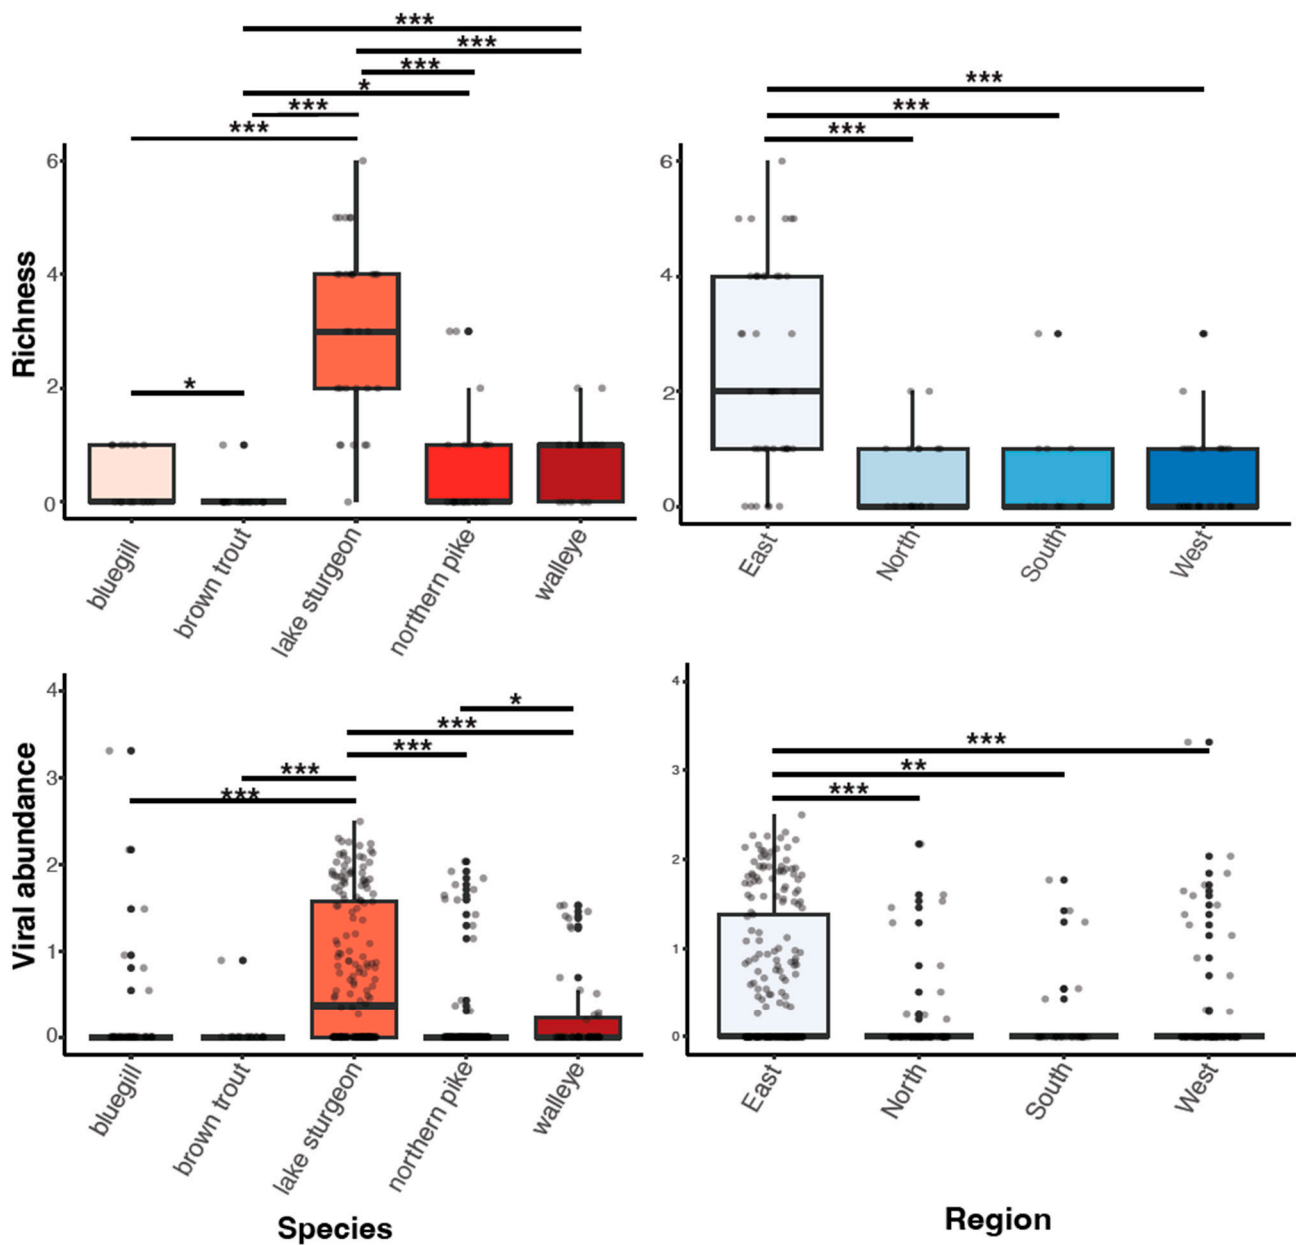 ***
***
***
*
***
***
*
Richness
6
4
2
0
bluegill
brown trout
lake sturgeon
northern pike
walleye
***
***
***
6
4
2
0
East
North
South
West
*
***
***
***
***
Viral abundance
4
3
2
1
0
bluegill
brown trout
lake sturgeon
northern pike
walleye
Species
***
**
***
4
3
2
1
0
East
North
South
West
Region